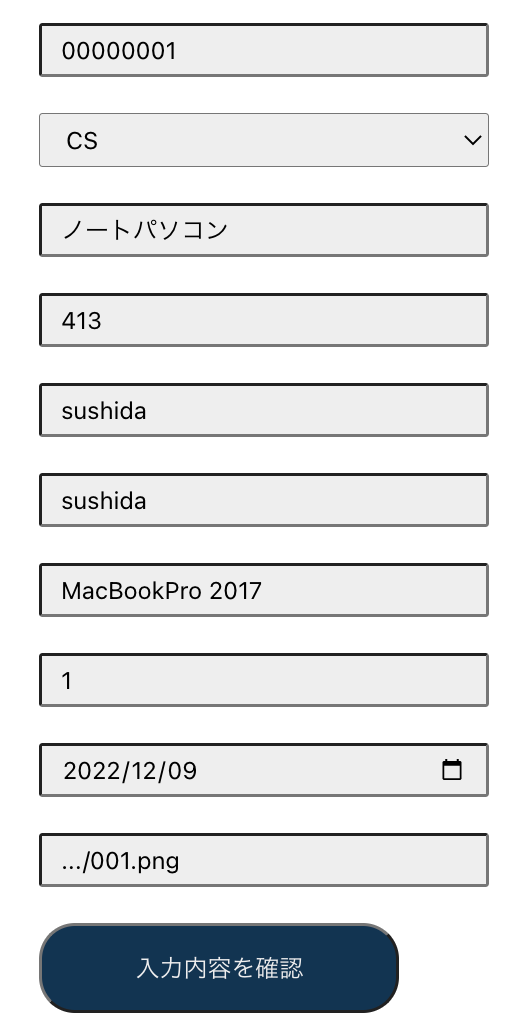 00000001
CS
ノートパソコン
413
sushida
sushida
MacBookPro 2017
1
2022/12/09
.../001.png
入力内容を確認